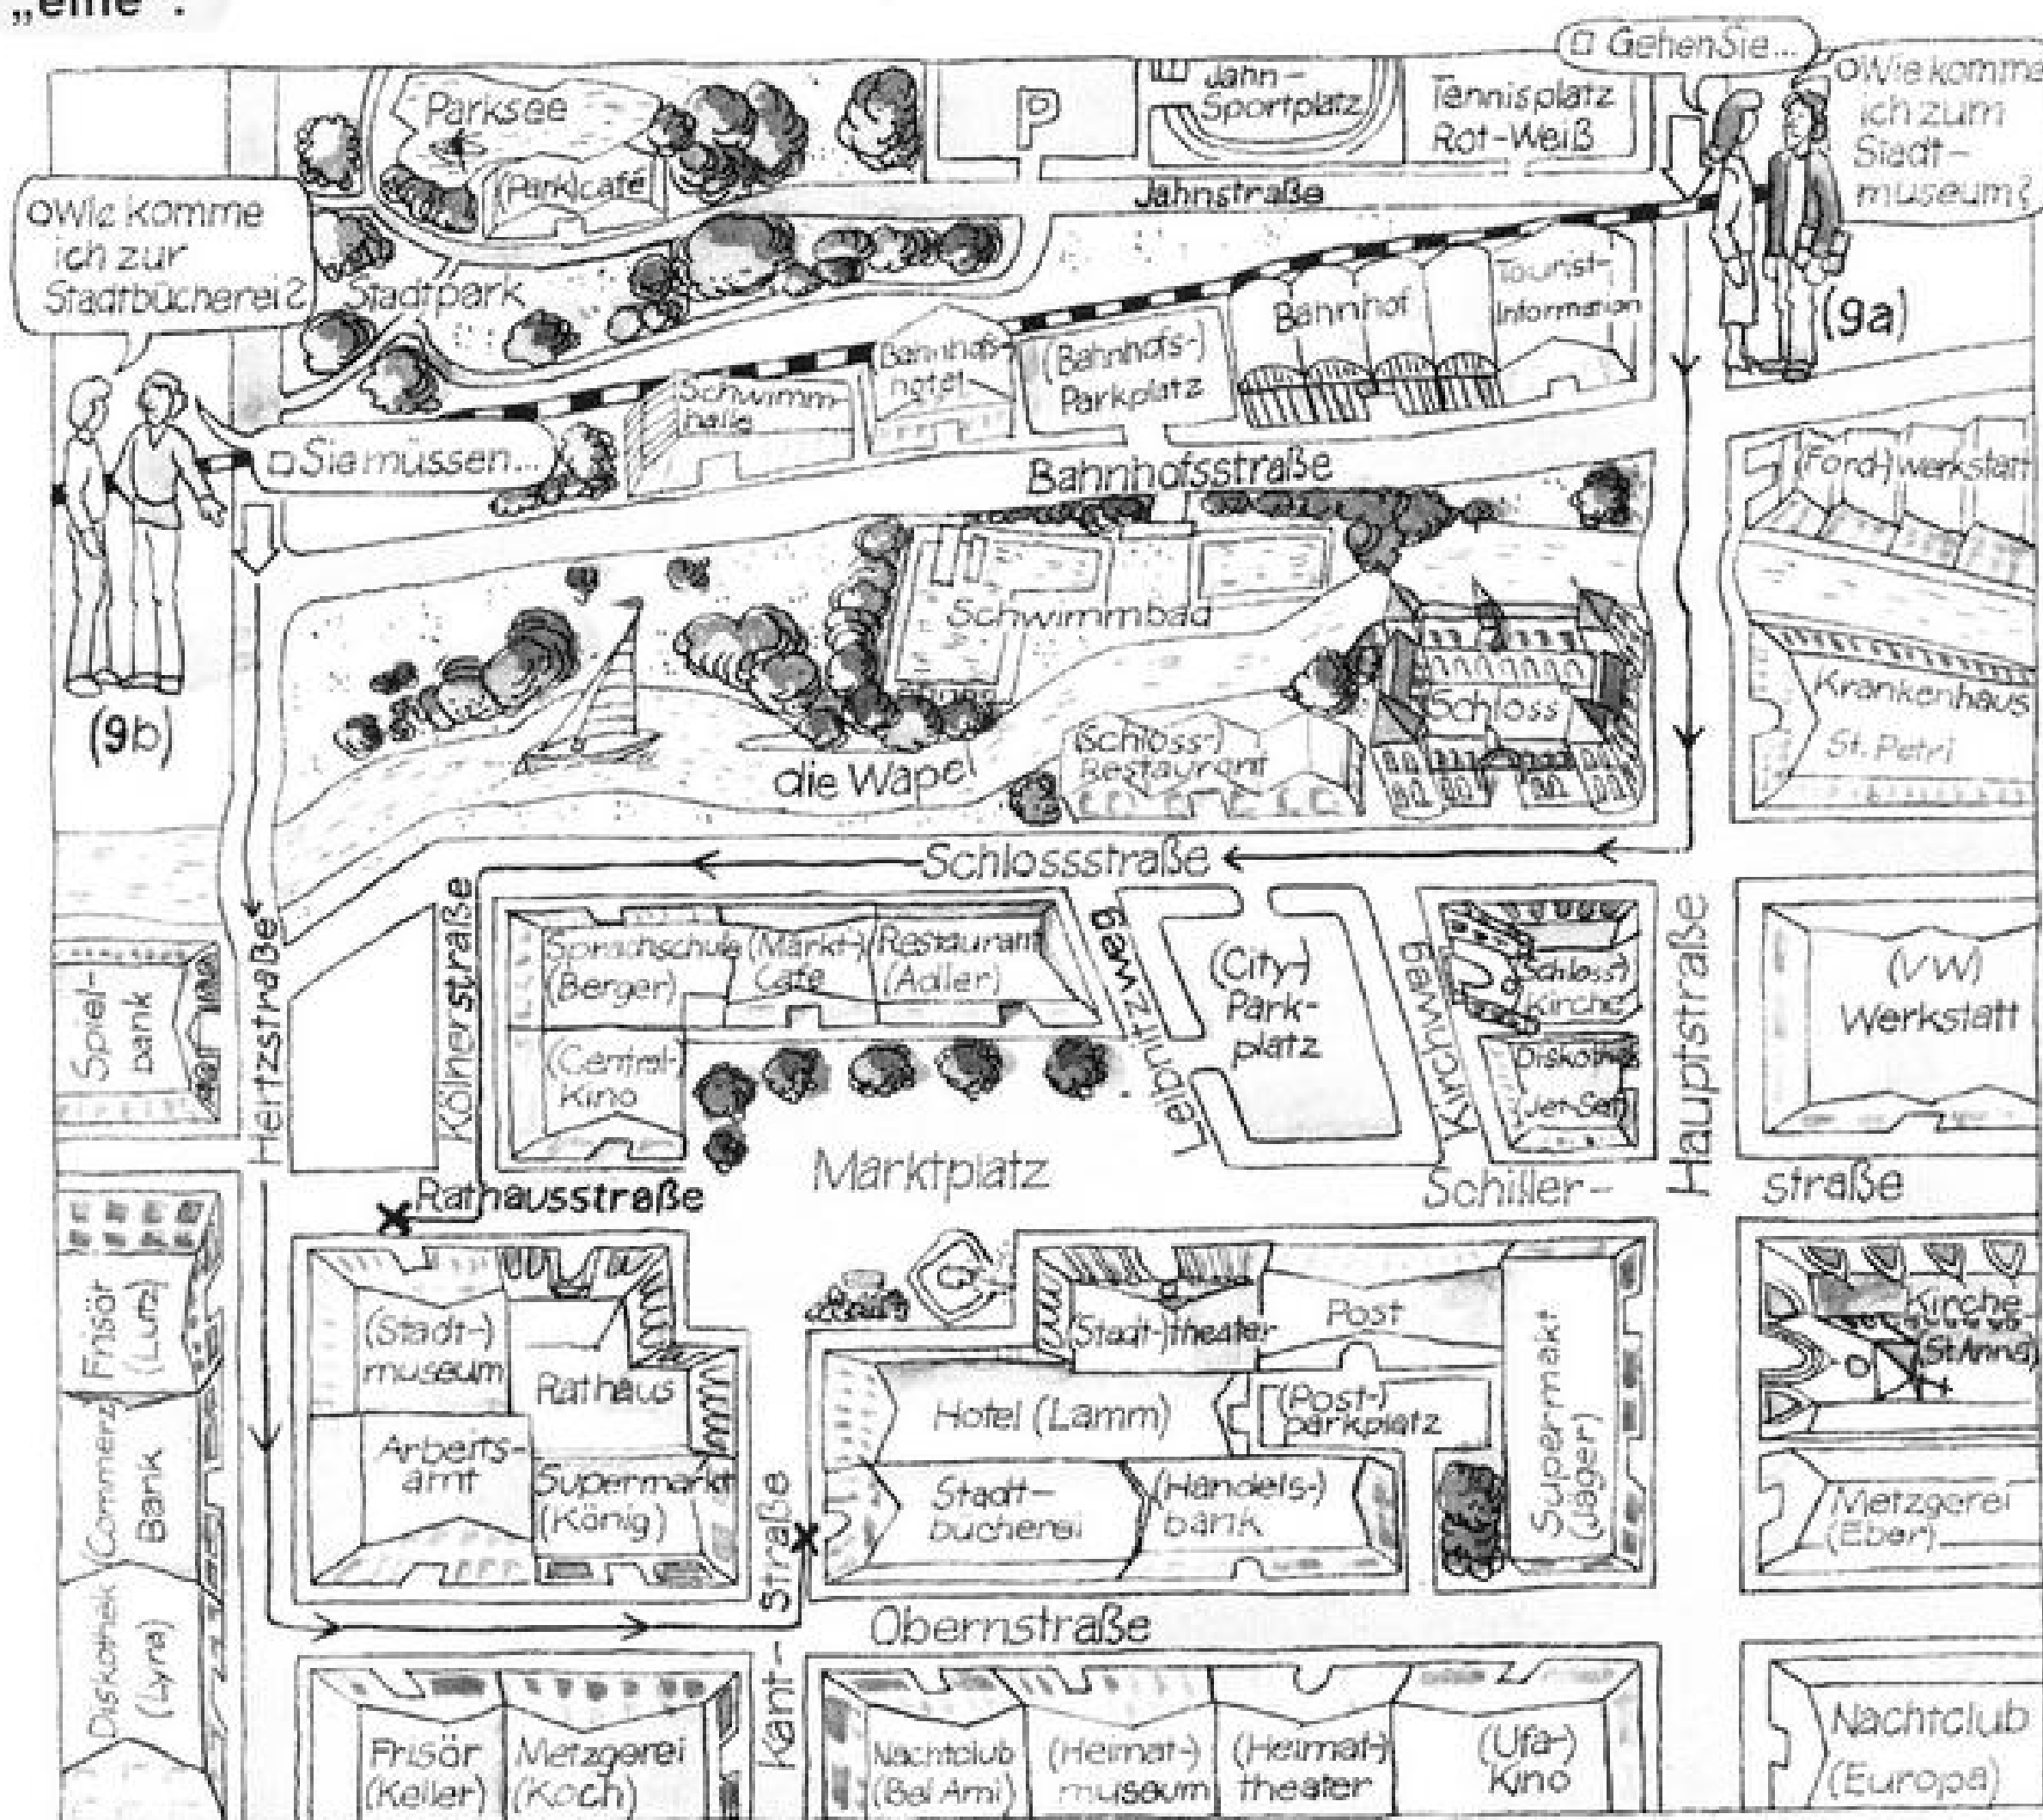 „eine“.
□ Gehen Sie...
○ Wie komme
ich zum
Stadt-
museum?
Parksee
(Park)café
P
Jahn-
Sportplatz
Tennisplatz
Rot-Weiß
Jahnstraße
○ Wie komme
ich zur
Stadtbücherei?
Stadtpark
(9a)
Tourist-
Information
Bahnhof
(Bahnhofs-)
Parkplatz
Bahnhofs-
hotel
Schwimm-
halle
□ Sie müssen...
Bahnhofsstraße
(Ford-)werkstatt
Schwimmbad
Schloss
Krankenhaus
St. Petri
(9b)
(Schloss-)
Restaurant
die Wapel
Schlossstraße
Hertzstraße
Kölnerstraße
Sprachschule
(Berger)
(Markt-)
Café
Restaurant
(Adler)
Leibnitzweg
(City-)
Park-
platz
Kirchweg
(Schloss-)
Kirche
Hauptstraße
(VW)
Werkstatt
Spiel-
bank
(Central-)
Kino
Diskothek
(Jet-Set)
Marktplatz
Rathausstraße
Schiller-
straße
Frisör
(Lutz)
(Stadt-)
museum
Rathaus
(Stadt-)theater
Post
Supermakt
(Jäger)
Kirche
(St. Anna)
Hotel (Lamm)
(Post-)
parkplatz
(Commerz)
Bank
Arbeits-
amt
Supermarkt
(König)
Stadt-
bücherei
(Handels-)
bank
Metzgerei
(Eber)
Straße
Obernstraße
Diskothek
(Lyra)
Kant-
Frisör
(Keller)
Metzgerei
(Koch)
Nachtclub
(Bel Ami)
(Heimat-)
museum
(Heimat-)
theater
(Ufa-)
Kino
Nachtclub
(Europa)